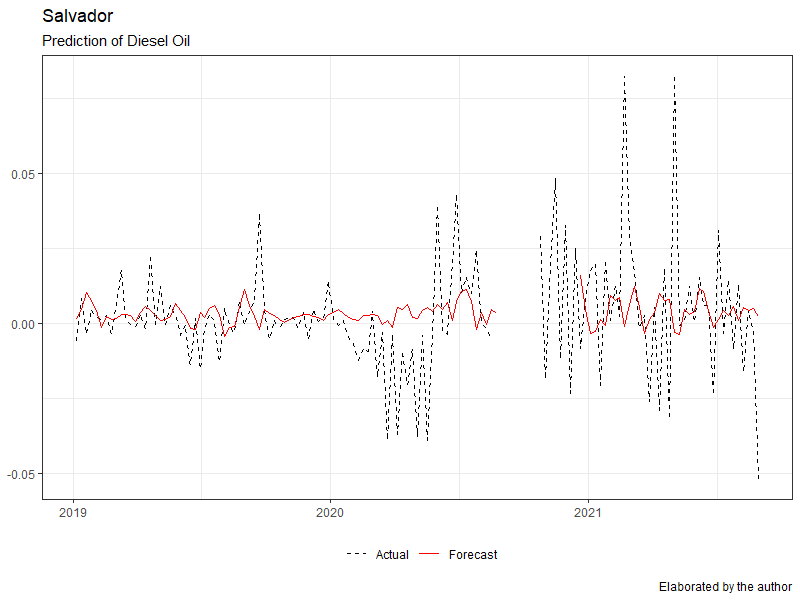 Salvador
Prediction of Diesel Oil
0.05
0.00
-0.05
2019 2020 2021
Actual Forecast
Elaborated by the author